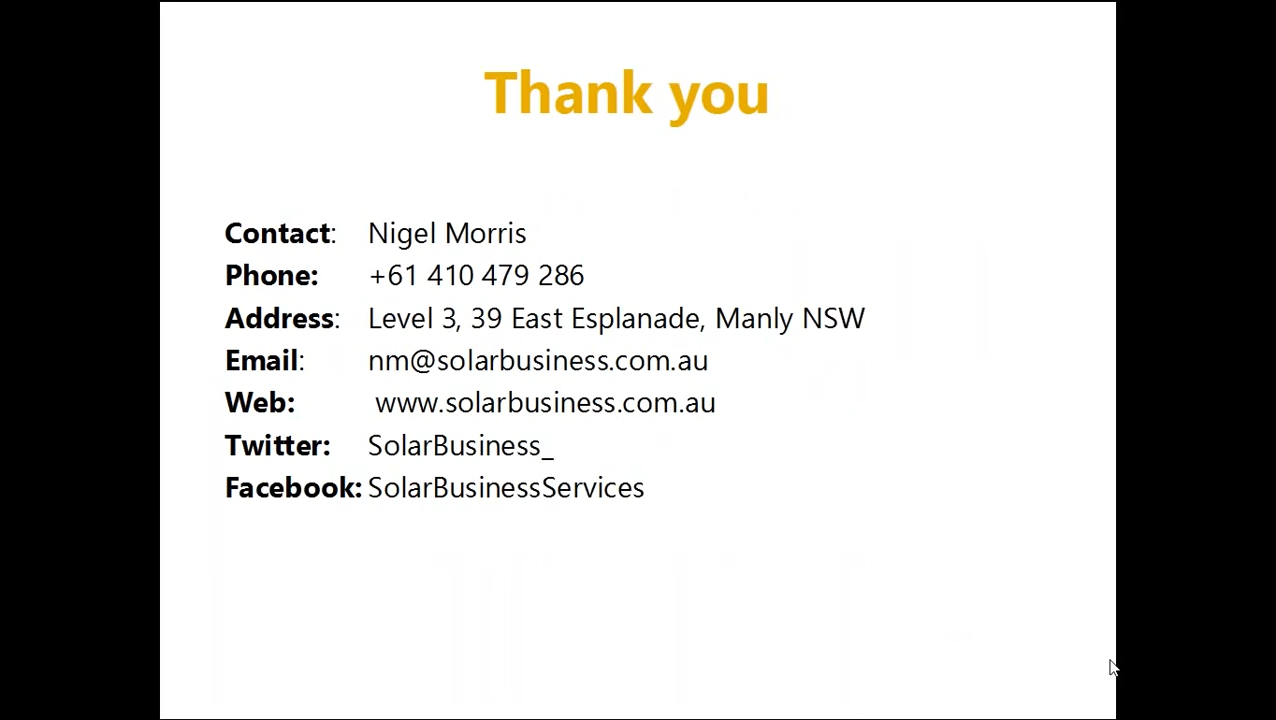 Thank you
Contact: Nigel Morris
Phone: +61 410 479 286
Address: Level 3, 39 East Esplanade, Manly NSW
Email: nm@solarbusiness.com.au
Web: www.solarbusiness.com.au
Twitter: SolarBusiness_
Facebook: SolarBusinessServices